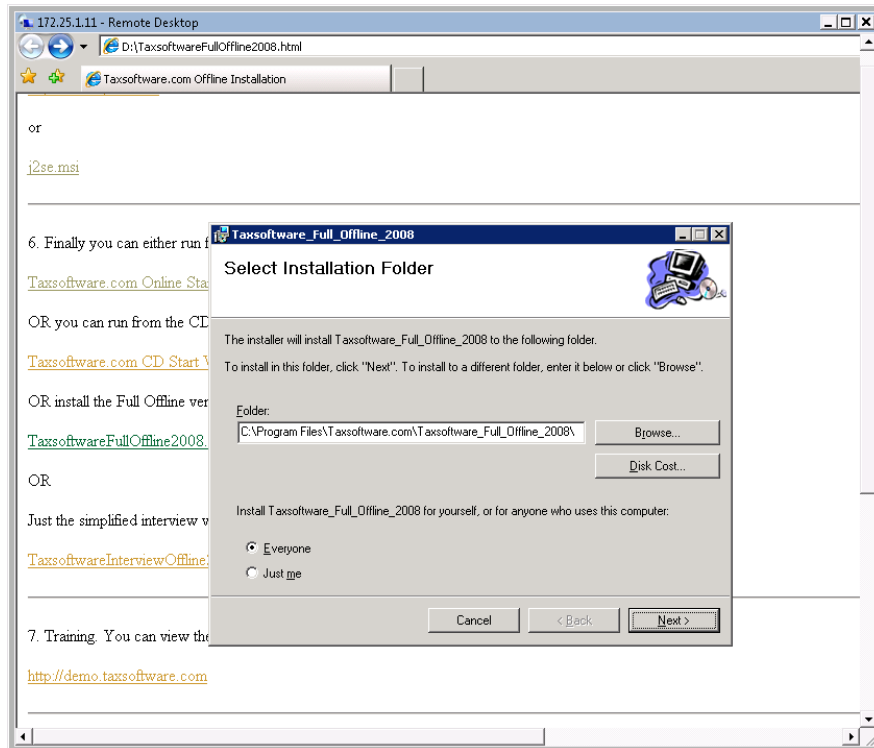 172.25.1.11 - Remote Desktop
D:\TaxsoftwareFullOffline2008.html
Taxsoftware.com Offline Installation
or
j2se.msi
6. Finally you can either run f
Taxsoftware.com Online Sta
OR you can run from the CD
Taxsoftware.com CD Start
OR install the Full Offline ver
TaxsoftwareFullOffline2008.
OR
Just the simplified interview
TaxsoftwareInterviewOffline
7. Training. You can view the
http://demo.taxsoftware.com
Taxsoftware_Full_Offline_2008
Select Installation Folder
The installer will install Taxsoftware_Full_Offline_2008 to the following folder.
To install in this folder, click "Next". To install to a different folder, enter it below or click "Browse".
Folder:
C:\Program Files\Taxsoftware.com\Taxsoftware_Full_Offline_2008\
Browse...
Disk Cost...
Install Taxsoftware_Full_Offline_2008 for yourself, or for anyone who uses this computer:
Everyone
Just me
Cancel
< Back
Next >